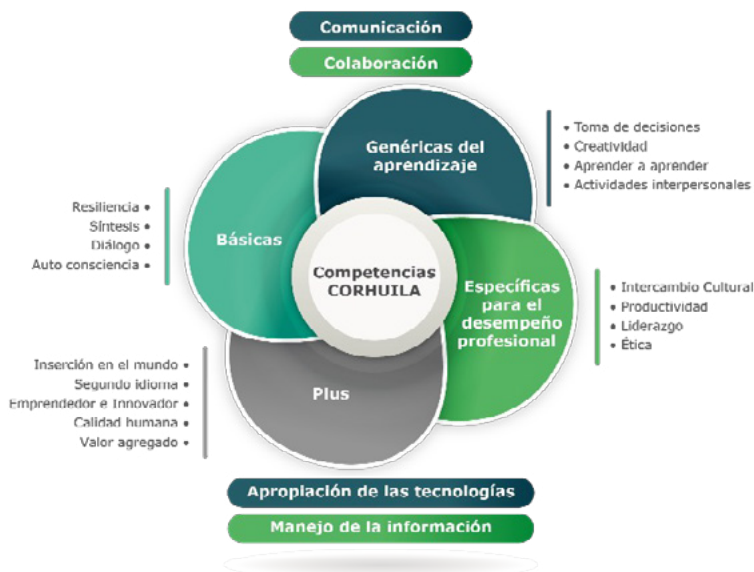 Comunicación
Colaboración
Genéricas del
aprendizaje
• Toma de decisiones
• Creatividad
• Aprender a aprender
• Actividades interpersonales
Resiliencia •
Síntesis •
Diálogo •
Auto consciencia •
Básicas
Competencias
CORHUILA
Específicas
para el
desempeño
profesional
• Intercambio Cultural
• Productividad
• Liderazgo
• Ética
Inserción en el mundo •
Segundo idioma •
Emprendedor e Innovador •
Calidad humana •
Valor agregado •
Plus
Apropiación de las tecnologías
Manejo de la información